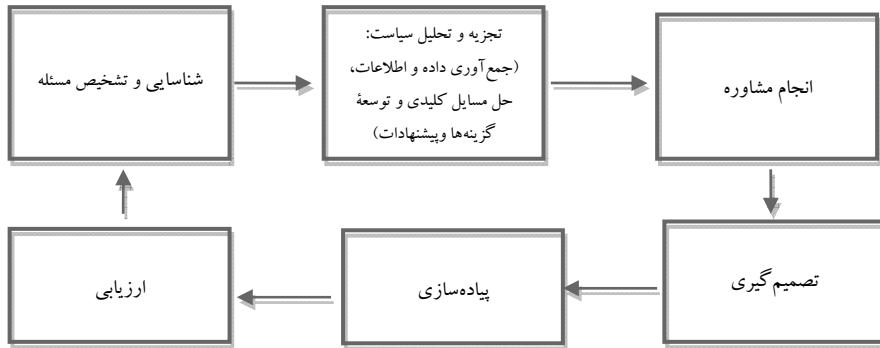 شناسایی و تشخیص مسئله
تجزیه و تحلیل سیاست:
(جمع‌آوری داده و اطلاعات،
حل مسایل کلیدی و توسعۀ
گزینه‌ها وپیشنهادات)
انجام مشاوره
تصمیم‌گیری
پیاده‌سازی
ارزیابی